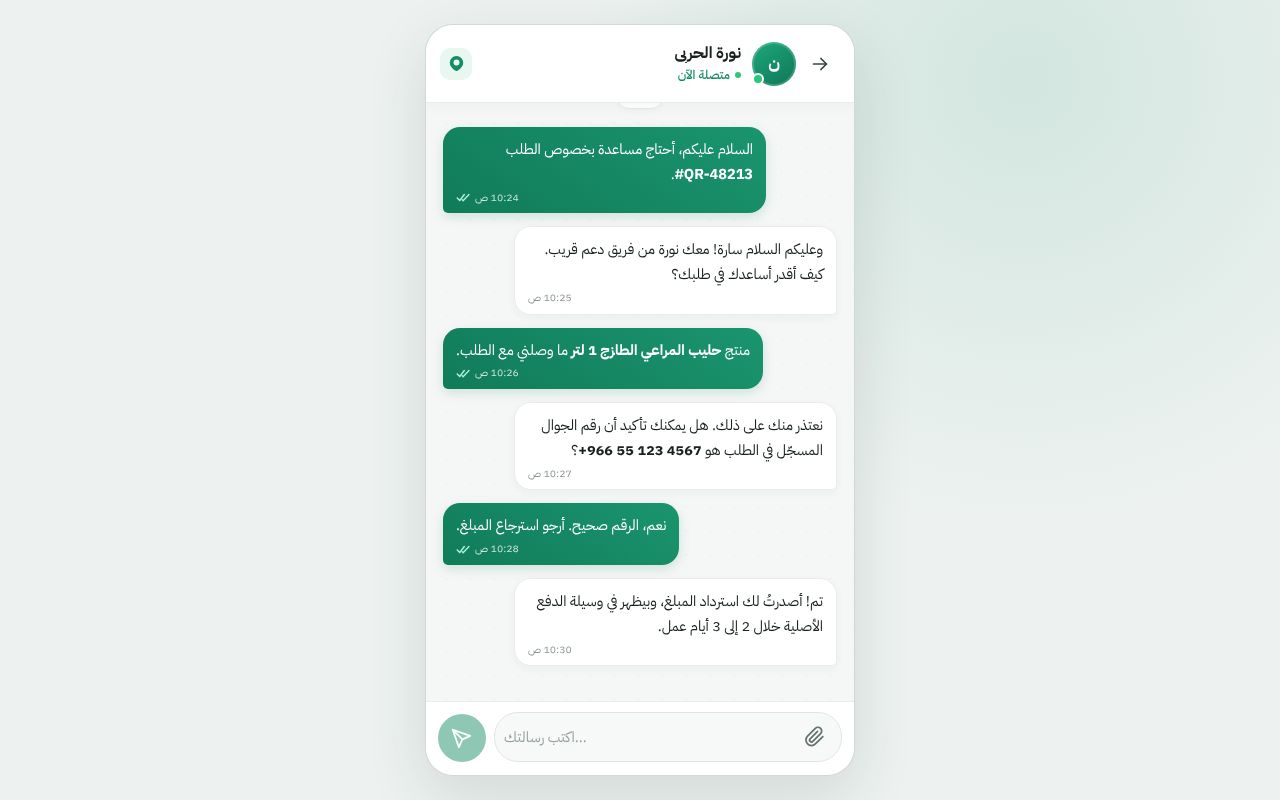 ن
نورة الحربي
متصلة الآن
السلام عليكم، أحتاج مساعدة بخصوص الطلب
#QR-48213.
10:24 ص
وعليكم السلام سارة! معك نورة من فريق دعم قريب.
كيف أقدر أساعدك في طلبك؟
10:25 ص
منتج حليب المراعي الطازج 1 لتر ما وصلني مع الطلب.
10:26 ص
نعتذر منك على ذلك. هل يمكنك تأكيد أن رقم الجوال
المسجّل في الطلب هو +966 55 123 4567؟
10:27 ص
نعم، الرقم صحيح. أرجو استرجاع المبلغ.
10:28 ص
تم! أصدرتُ لك استرداد المبلغ، وبيظهر في وسيلة الدفع
الأصلية خلال 2 إلى 3 أيام عمل.
10:30 ص
اكتب رسالتك...